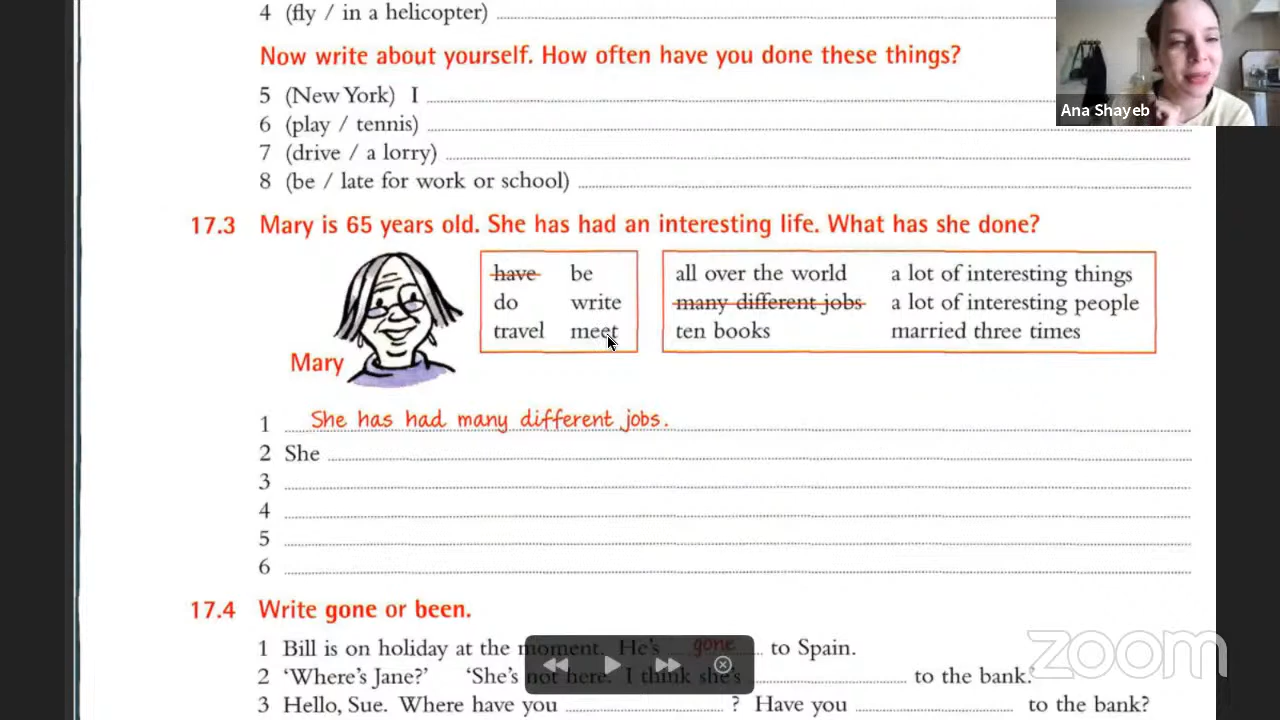 4 (fly / in a helicopter)
Now write about yourself. How often have you done these things?
5 (New York) I
6 (play / tennis)
7 (drive / a lorry)
8 (be / late for work or school)
Ana Shayeb
17.3 Mary is 65 years old. She has had an interesting life. What has she done?
have be
do write
travel meet
all over the world a lot of interesting things
many different jobs a lot of interesting people
ten books married three times
Mary
1 She has had many different jobs.
2 She
3
4
5
6
17.4 Write gone or been.
1 Bill is on holiday at the moment. He's gone to Spain.
2 ‘Where's Jane?’ ‘She's not here. I think she's to the bank.’
3 Hello, Sue. Where have you ? Have you to the bank?
zoom